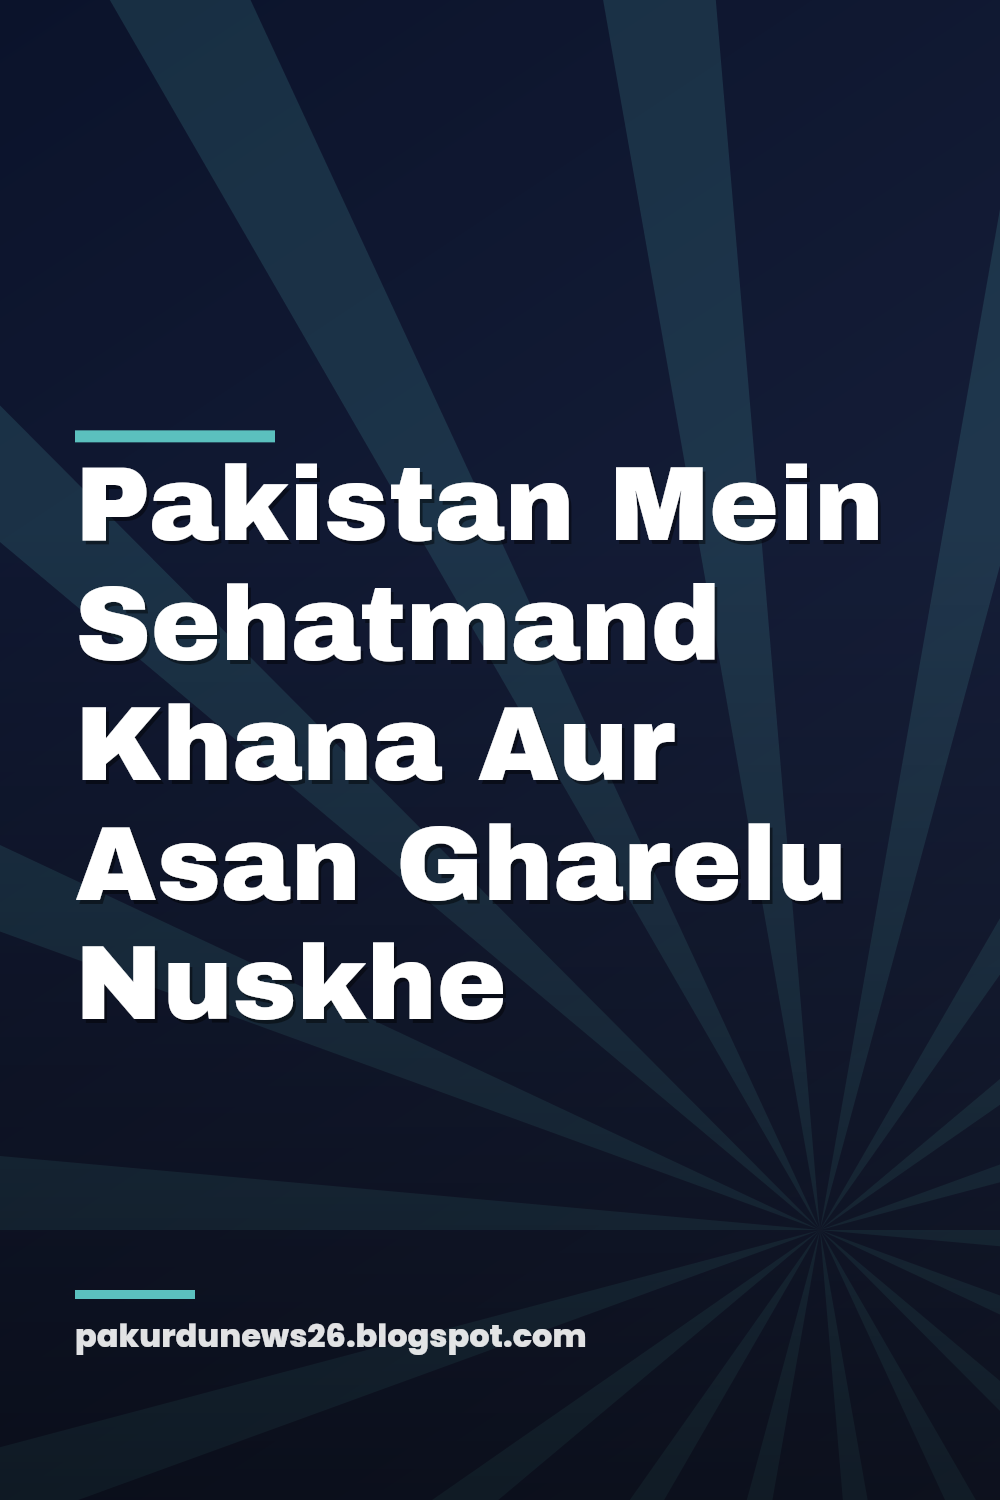 Pakistan Mein
Sehatmand
Khana Aur
Asan Gharelu
Nuskhe
pakurdunews26.blogspot.com